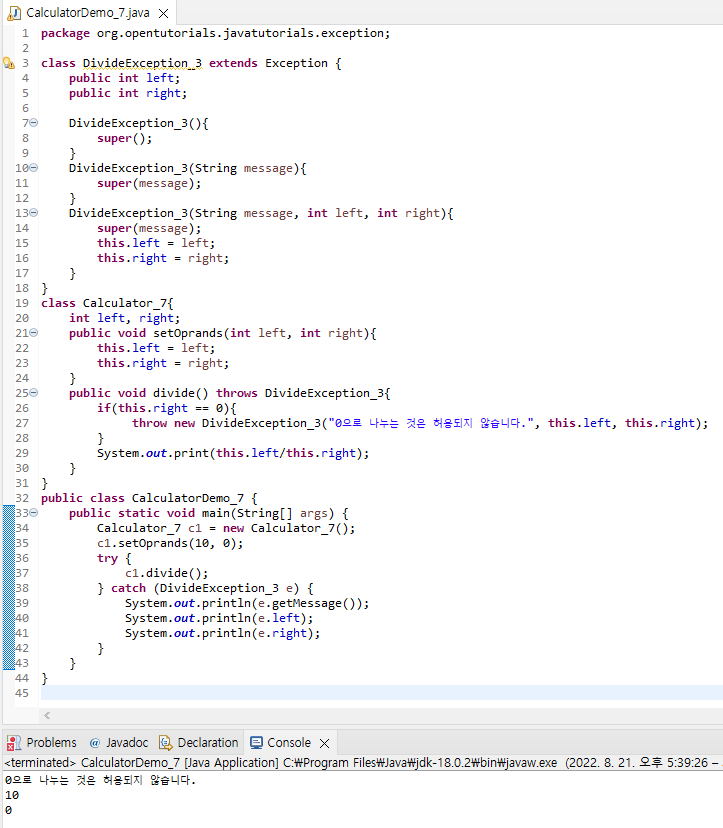 CalculatorDemo_7.java
1 package org.opentutorials.javatutorials.exception;
2
3 class DivideException_3 extends Exception {
4     public int left;
5     public int right;
6
7     DivideException_3(){
8         super();
9     }
10     DivideException_3(String message){
11         super(message);
12     }
13     DivideException_3(String message, int left, int right){
14         super(message);
15         this.left = left;
16         this.right = right;
17     }
18 }
19 class Calculator_7{
20     int left, right;
21     public void setOprands(int left, int right){
22         this.left = left;
23         this.right = right;
24     }
25     public void divide() throws DivideException_3{
26         if(this.right == 0){
27              throw new DivideException_3("0으로 나누는 것은 허용되지 않습니다.", this.left, this.right);
28         }
29         System.out.print(this.left/this.right);
30     }
31 }
32 public class CalculatorDemo_7 {
33     public static void main(String[] args) {
34         Calculator_7 c1 = new Calculator_7();
35         c1.setOprands(10, 0);
36         try {
37             c1.divide();
38         } catch (DivideException_3 e) {
39             System.out.println(e.getMessage());
40             System.out.println(e.left);
41             System.out.println(e.right);
42         }
43     }
44 }
45
Problems @ Javadoc Declaration Console
<terminated> CalculatorDemo_7 [Java Application] C:₩Program Files₩Java₩jdk-18.0.2₩bin₩javaw.exe (2022. 8. 21. 오후 5:39:26 –
0으로 나누는 것은 허용되지 않습니다.
10
0